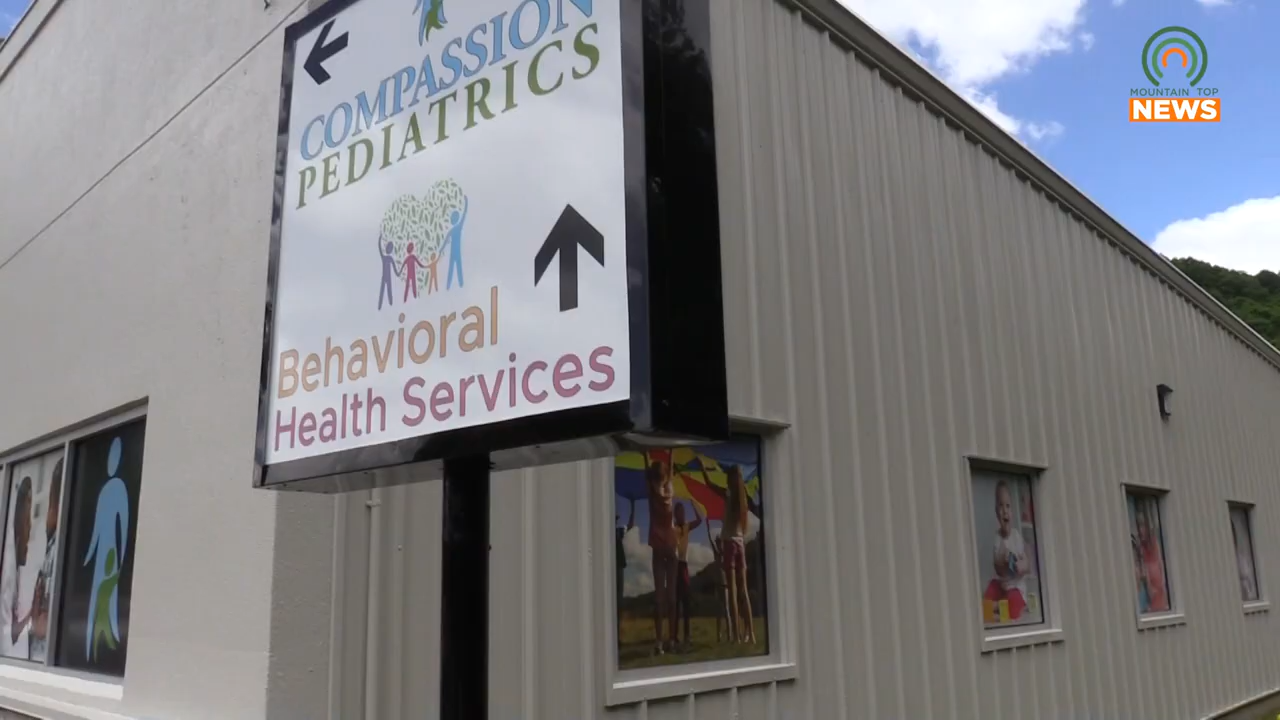 COMPASSION
PEDIATRICS
Behavioral
Health Services
MOUNTAIN TOP
NEWS